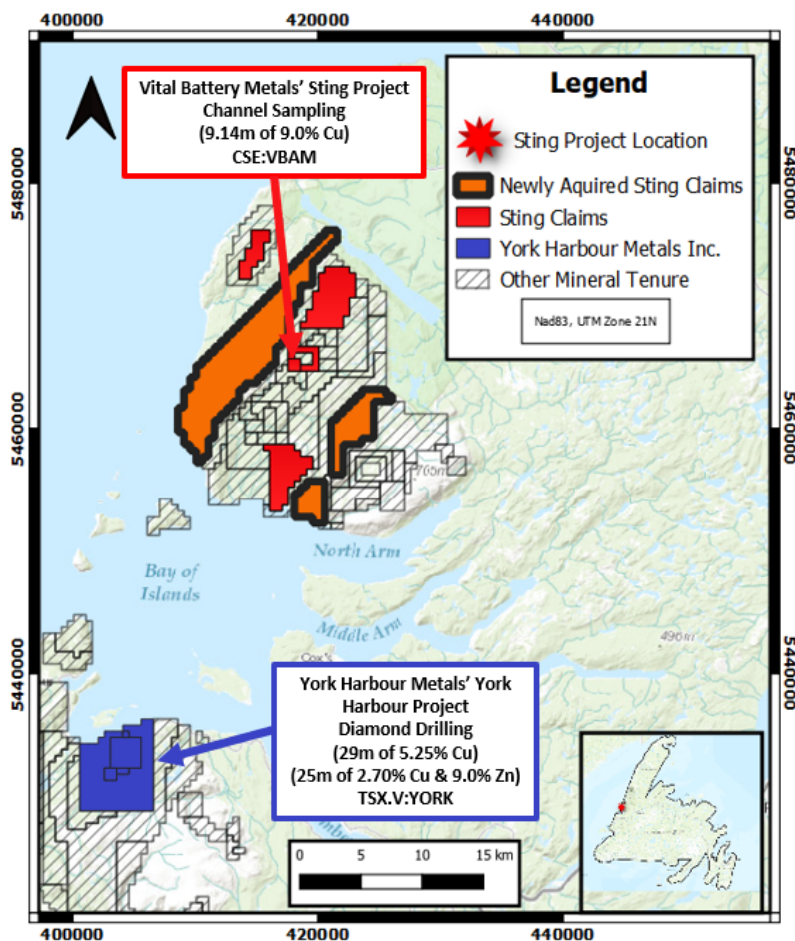 400000
420000
440000
Vital Battery Metals' Sting Project
Channel Sampling
(9.14m of 9.0% Cu)
CSE:VBAM
Legend
Sting Project Location
Newly Aquired Sting Claims
Sting Claims
York Harbour Metals Inc.
Other Mineral Tenure
Nad83, UTM Zone 21N
5480000
5480000
5460000
5460000
765m
North Arm
Bay of
Islands
Middle Arm
496m
Cox's
5440000
5440000
York Harbour Metals' York
Harbour Project
Diamond Drilling
(29m of 5.25% Cu)
(25m of 2.70% Cu & 9.0% Zn)
TSX.V:YORK
0 5 10 15 km
400000
420000
440000